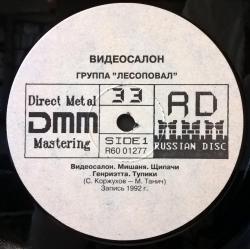 ВИДЕОСАЛОН
ГРУППА "ЛЕСОПОВАЛ"
Direct Metal
DMM
Mastering
33
SIDE 1
R60 01277
RD
RUSSIAN DISC
Видеосалон. Мишаня. Щипачи
Генриэтта. Тупики
(С. Коржуков — М. Танич)
Запись 1992 г.